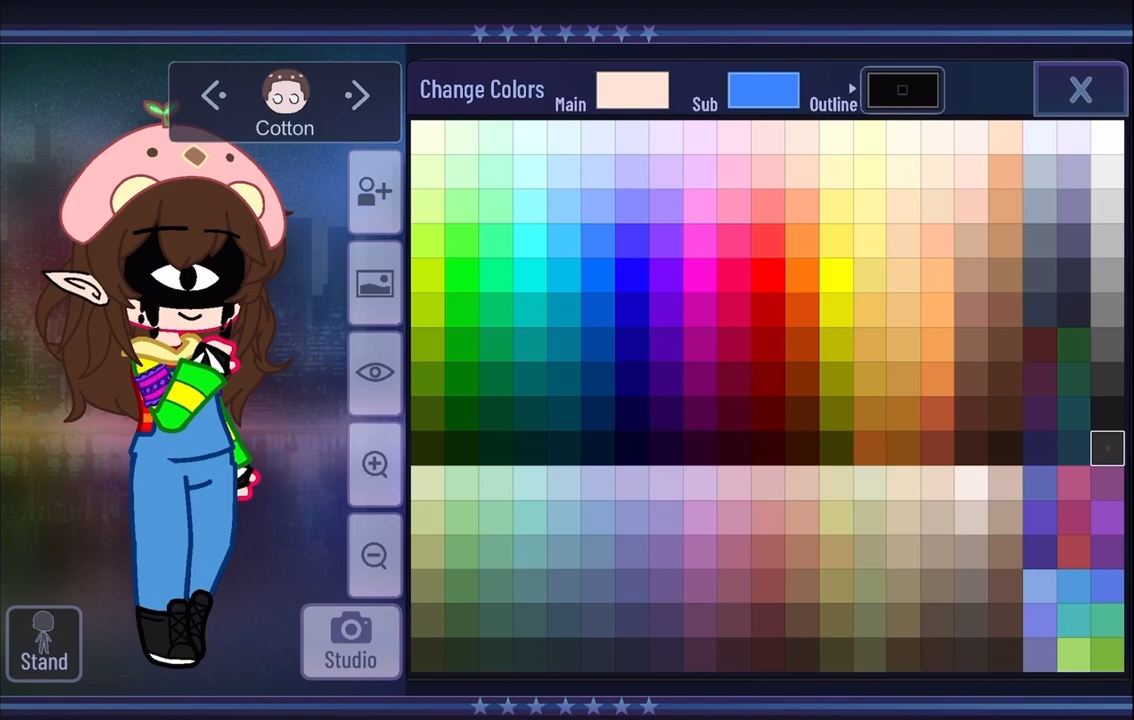 Change Colors
Main
Sub
Outline
X
Cotton
Stand
Studio